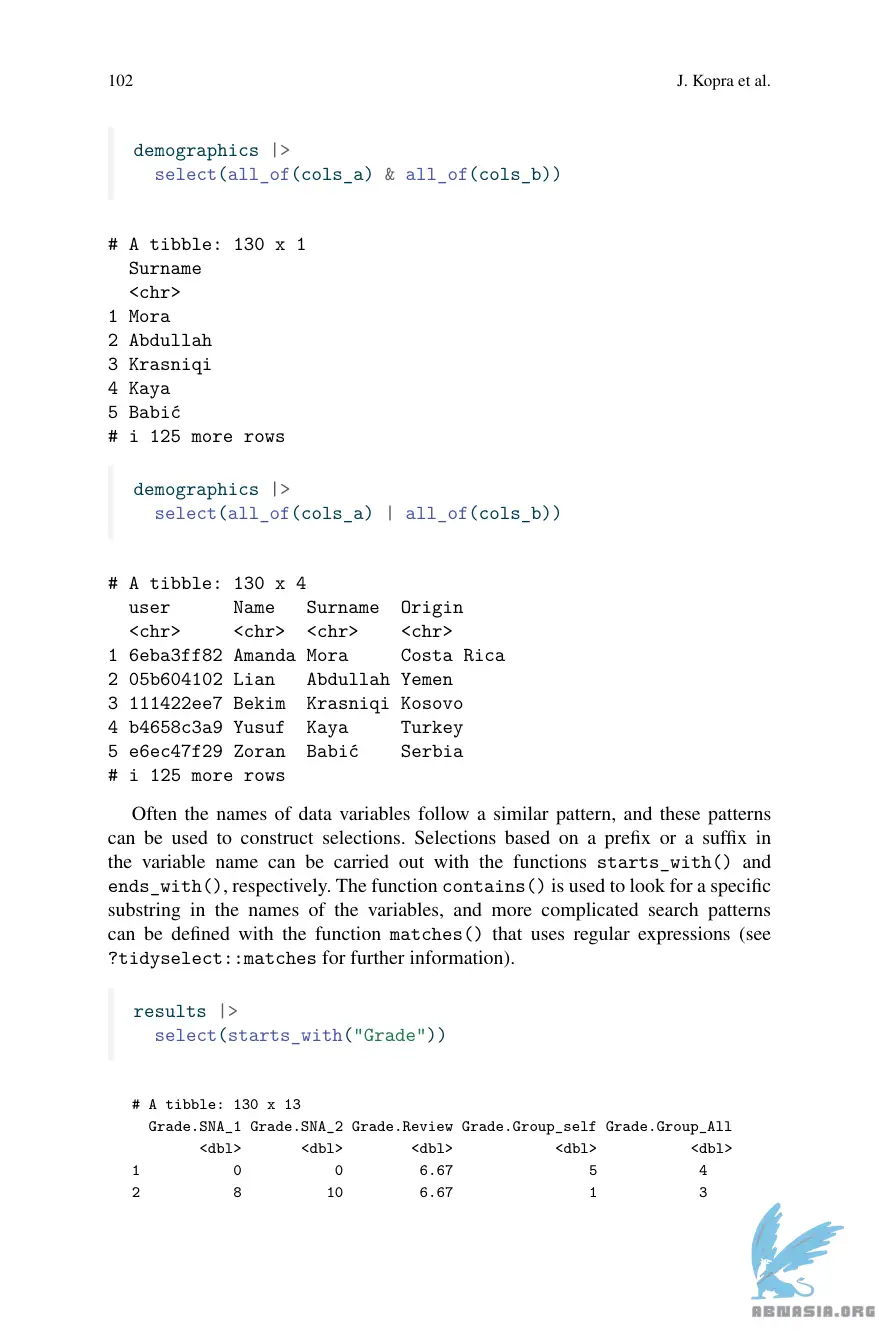 102 J. Kopra et al.
demographics |>
  select(all_of(cols_a) & all_of(cols_b))
# A tibble: 130 x 1
  Surname
  <chr>
1 Mora
2 Abdullah
3 Krasniqi
4 Kaya
5 Babić
# i 125 more rows
demographics |>
  select(all_of(cols_a) | all_of(cols_b))
# A tibble: 130 x 4
  user      Name   Surname  Origin
  <chr>     <chr>  <chr>    <chr>
1 6eba3ff82 Amanda Mora     Costa Rica
2 05b604102 Lian   Abdullah Yemen
3 111422ee7 Bekim  Krasniqi Kosovo
4 b4658c3a9 Yusuf  Kaya     Turkey
5 e6ec47f29 Zoran  Babić    Serbia
# i 125 more rows
Often the names of data variables follow a similar pattern, and these patterns
can be used to construct selections. Selections based on a prefix or a suffix in
the variable name can be carried out with the functions starts_with() and
ends_with(), respectively. The function contains() is used to look for a specific
substring in the names of the variables, and more complicated search patterns
can be defined with the function matches() that uses regular expressions (see
?tidyselect::matches for further information).
results |>
  select(starts_with("Grade"))
# A tibble: 130 x 13
  Grade.SNA_1 Grade.SNA_2 Grade.Review Grade.Group_self Grade.Group_All
        <dbl>       <dbl>        <dbl>            <dbl>           <dbl>
1           0           0         6.67                5            4
2           8          10         6.67                1            3
ABNASIA.ORG